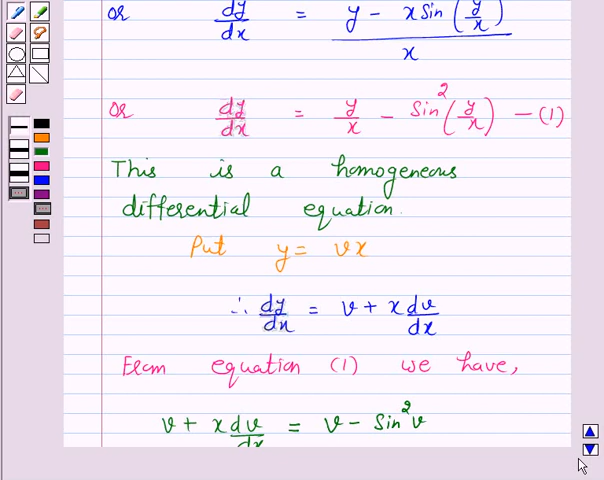 or dy/dx = (y - x sin (y/x))/x
or dy/dx = y/x - sin²(y/x) - (1)
This is a homogeneous
differential equation.
Put y = vx
∴ dy/dx = v + x dv/dx
From equation (1) we have,
v + x dv/dx = v - sin²v